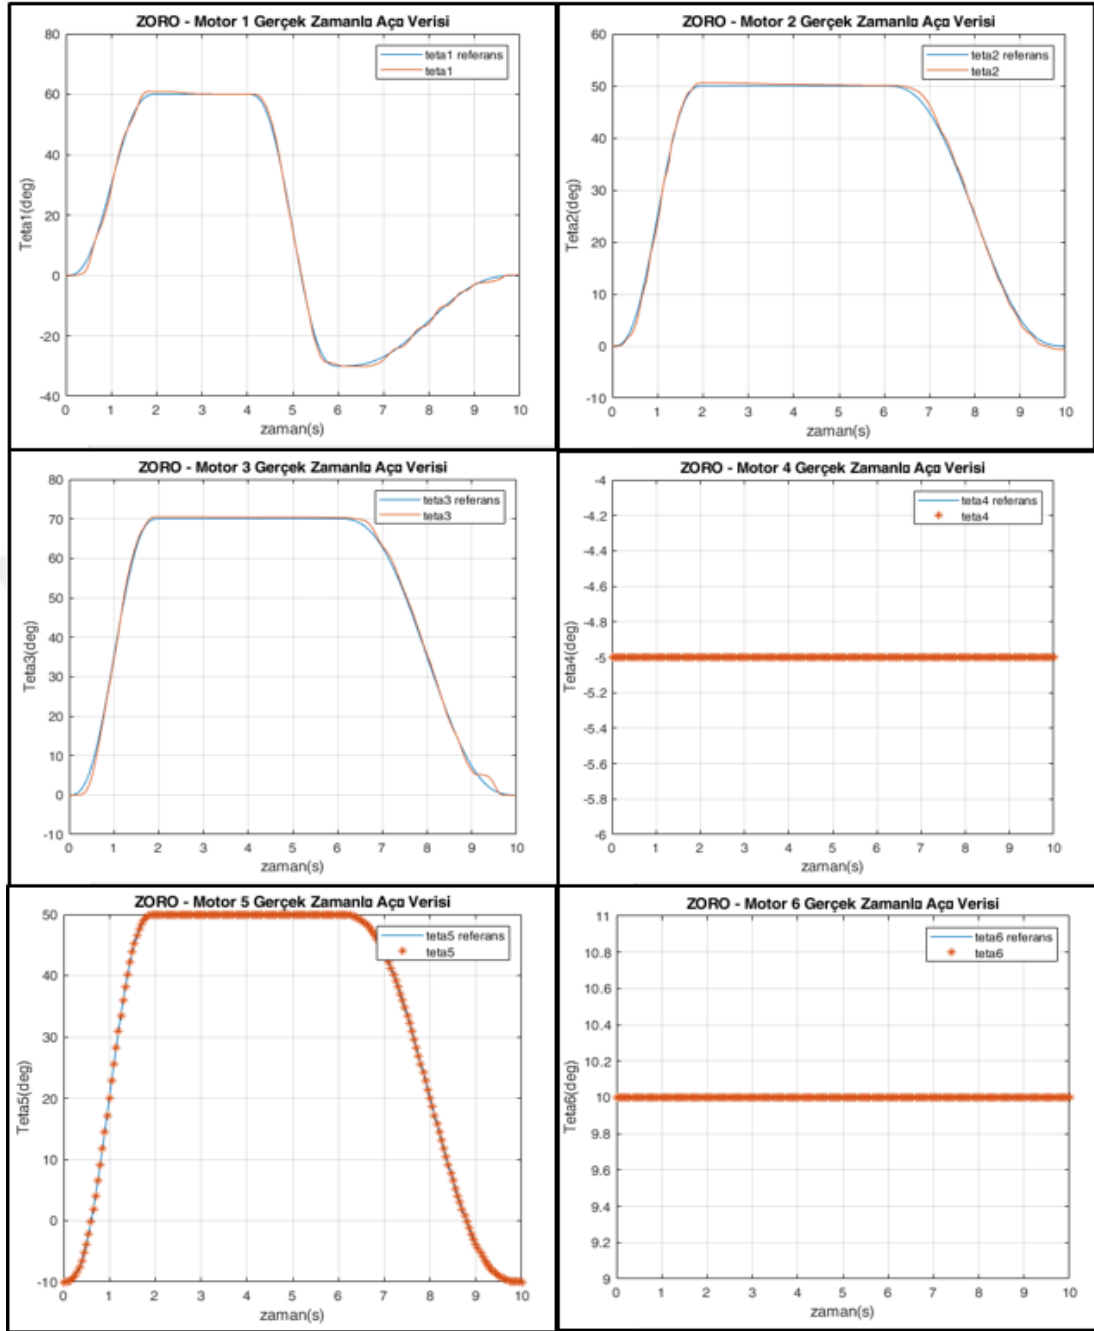 ZORO - Motor 1 Gerçek Zamanlı Açı Verisi
80
60
40
20
0
-20
-40
Teta1(deg)
teta1 referans
teta1
0 1 2 3 4 5 6 7 8 9 10
zaman(s)
ZORO - Motor 2 Gerçek Zamanlı Açı Verisi
60
50
40
30
20
10
0
-10
Teta2(deg)
teta2 referans
teta2
0 1 2 3 4 5 6 7 8 9 10
zaman(s)
ZORO - Motor 3 Gerçek Zamanlı Açı Verisi
80
70
60
50
40
30
20
10
0
-10
Teta3(deg)
teta3 referans
teta3
0 1 2 3 4 5 6 7 8 9 10
zaman(s)
ZORO - Motor 4 Gerçek Zamanlı Açı Verisi
-4
-4.2
-4.4
-4.6
-4.8
-5
-5.2
-5.4
-5.6
-5.8
-6
Teta4(deg)
teta4 referans
teta4
0 1 2 3 4 5 6 7 8 9 10
zaman(s)
ZORO - Motor 5 Gerçek Zamanlı Açı Verisi
50
40
30
20
10
0
-10
Teta5(deg)
teta5 referans
teta5
0 1 2 3 4 5 6 7 8 9 10
zaman(s)
ZORO - Motor 6 Gerçek Zamanlı Açı Verisi
11
10.8
10.6
10.4
10.2
10
9.8
9.6
9.4
9.2
9
Teta6(deg)
teta6 referans
teta6
0 1 2 3 4 5 6 7 8 9 10
zaman(s)